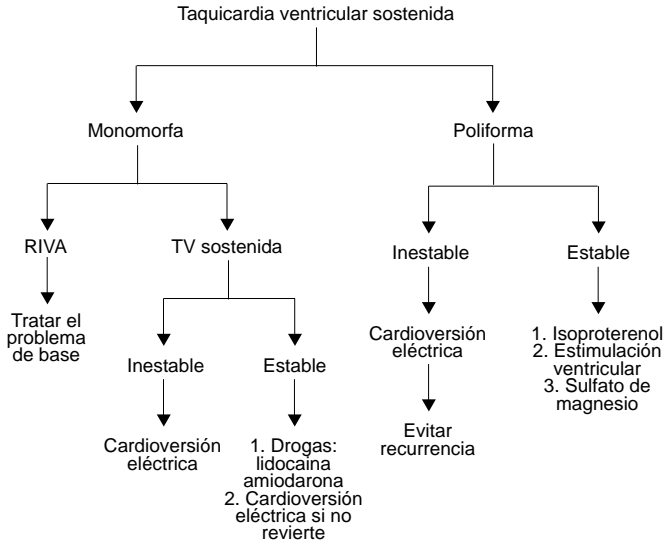 Taquicardia ventricular sostenida
Monomorfa
Poliforma
RIVA
TV sostenida
Inestable
Estable
Tratar el
problema
de base
Inestable
Estable
Cardioversión
eléctrica
1. Isoproterenol
2. Estimulación
ventricular
3. Sulfato de
magnesio
Cardioversión
eléctrica
1. Drogas:
lidocaina
amiodarona
2. Cardioversión
eléctrica si no
revierte
Evitar
recurrencia